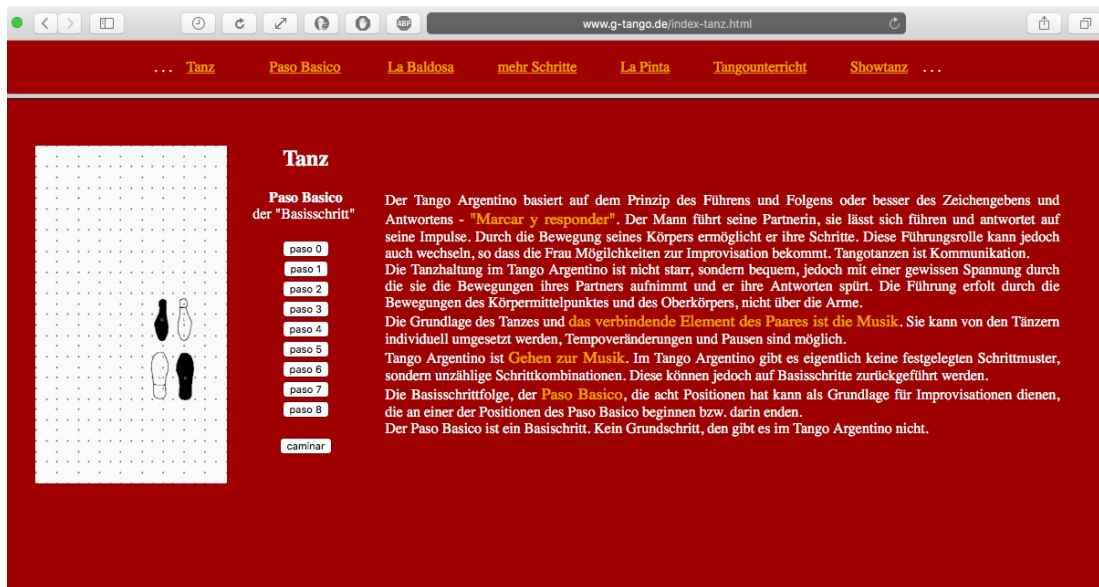 www.g-tango.de/index-tanz.html
ABP
... Tanz Paso Basico La Baldosa mehr Schritte La Pinta Tangounterricht Showtanz ...
Tanz
Paso Basico
der "Basisschritt"
paso 0
paso 1
paso 2
paso 3
paso 4
paso 5
paso 6
paso 7
paso 8
caminar
Der Tango Argentino basiert auf dem Prinzip des Führens und Folgens oder besser des Zeichengebens und
Antwortens - "Marcar y responder". Der Mann führt seine Partnerin, sie lässt sich führen und antwortet auf
seine Impulse. Durch die Bewegung seines Körpers ermöglicht er ihre Schritte. Diese Führungsrolle kann jedoch
auch wechseln, so dass die Frau Mögilchkeiten zur Improvisation bekommt. Tangotanzen ist Kommunikation.
Die Tanzhaltung im Tango Argentino ist nicht starr, sondern bequem, jedoch mit einer gewissen Spannung durch
die sie die Bewegungen ihres Partners aufnimmt und er ihre Antworten spürt. Die Führung erfolt durch die
Bewegungen des Körpermittelpunktes und des Oberkörpers, nicht über die Arme.
Die Grundlage des Tanzes und das verbindende Element des Paares ist die Musik. Sie kann von den Tänzern
individuell umgesetzt werden, Tempoveränderungen und Pausen sind möglich.
Tango Argentino ist Gehen zur Musik. Im Tango Argentino gibt es eigentlich keine festgelegten Schrittmuster,
sondern unzählige Schrittkombinationen. Diese können jedoch auf Basisschritte zurückgeführt werden.
Die Basisschrittfolge, der Paso Basico, die acht Positionen hat kann als Grundlage für Improvisationen dienen,
die an einer der Positionen des Paso Basico beginnen bzw. darin enden.
Der Paso Basico ist ein Basischritt. Kein Grundschritt, den gibt es im Tango Argentino nicht.